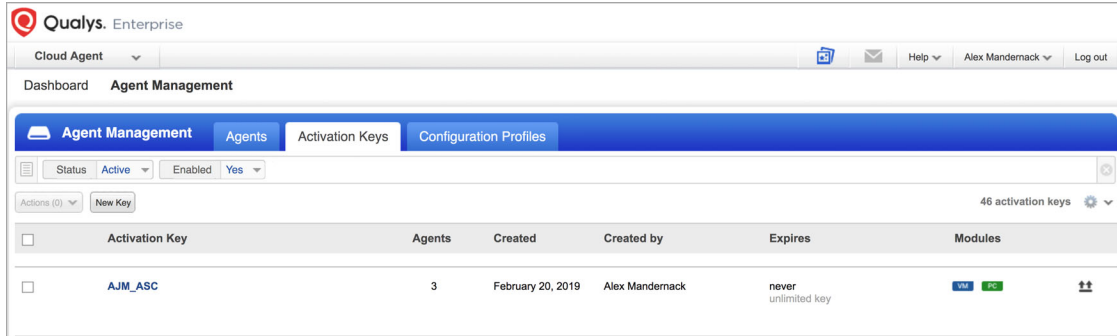 Qualys. Enterprise
Cloud Agent Help Alex Mandernack Log out
Dashboard Agent Management
Agent Management Agents Activation Keys Configuration Profiles
Status Active Enabled Yes
Actions (0) New Key 46 activation keys
Activation Key Agents Created Created by Expires Modules
AJM_ASC 3 February 20, 2019 Alex Mandernack never VM PC
unlimited key